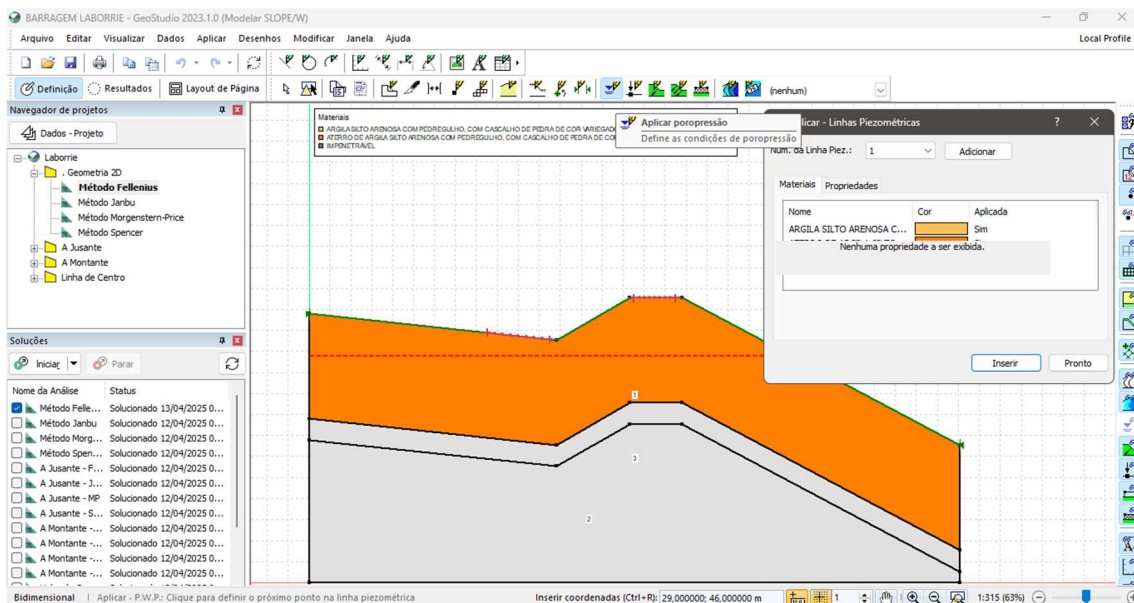 BARRAGEM LABORRIE - GeoStudio 2023.1.0 (Modelar SLOPE/W)
Arquivo Editar Visualizar Dados Aplicar Desenhos Modificar Janela Ajuda
Local Profile
Definição Resultados Layout de Página
(nenhum)
Navegador de projetos
Dados - Projeto
Laborrie
. Geometria 2D
Método Fellenius
Método Janbu
Método Morgenstern-Price
Método Spencer
A Jusante
A Montante
Linha de Centro
Materiais
ARGILA SILTO ARENOSA COM PEDREGULHO, COM CASCALHO DE PEDRA DE COR VARIEGAD
ATERRO DE ARGILA SILTO ARENOSA COM PEDREGULHO, COM CASCALHO DE PEDRA DE CO
IMPENETRÁVEL
Aplicar poropressão
Define as condições de poropressão
icar - Linhas Piezométricas
Núm. da Linha Piez.: 1 Adicionar
Materiais Propriedades
Nome Cor Aplicada
ARGILA SILTO ARENOSA C... Sim
Nenhuma propriedade a ser exibida.
Inserir Pronto
1
3
2
Soluções
Iniciar Parar
Nome da Análise Status
Método Felle... Solucionado 13/04/2025 0...
Método Janbu Solucionado 12/04/2025 0...
Método Morg... Solucionado 12/04/2025 0...
Método Spen... Solucionado 12/04/2025 0...
A Jusante - F... Solucionado 12/04/2025 0...
A Jusante - J... Solucionado 12/04/2025 0...
A Jusante - MP Solucionado 12/04/2025 0...
A Jusante - S... Solucionado 12/04/2025 0...
A Montante -... Solucionado 12/04/2025 0...
A Montante -... Solucionado 12/04/2025 0...
A Montante -... Solucionado 12/04/2025 0...
Bidimensional | Aplicar - P.W.P.: Clique para definir o próximo ponto na linha piezométrica
Inserir coordenadas (Ctrl+R): 29,000000; 46,000000 m
1
1:315 (63%)